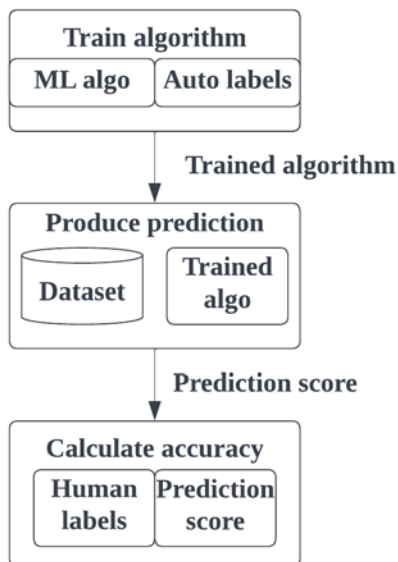 Train algorithm
ML algo Auto labels
Trained algorithm
Produce prediction
Dataset
Trained
algo
Prediction score
Calculate accuracy
Human
labels
Prediction
score